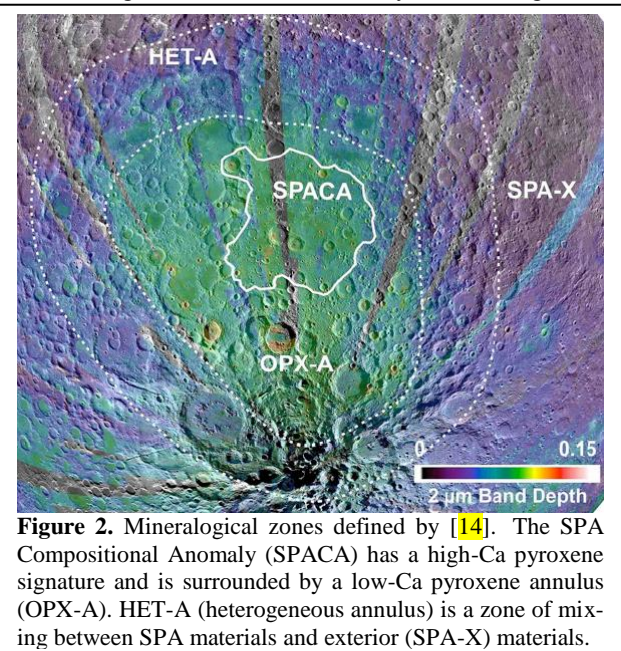 HET-A
SPACA
SPA-X
OPX-A
0 0.15
2 µm Band Depth
Figure 2. Mineralogical zones defined by [14]. The SPA
Compositional Anomaly (SPACA) has a high-Ca pyroxene
signature and is surrounded by a low-Ca pyroxene annulus
(OPX-A). HET-A (heterogeneous annulus) is a zone of mix-
ing between SPA materials and exterior (SPA-X) materials.